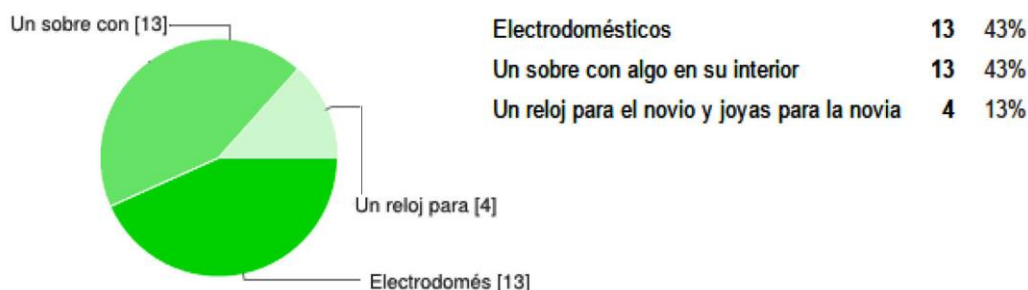 Un sobre con [13]
Un reloj para [4]
Electrodomés [13]
Electrodomésticos 13 43%
Un sobre con algo en su interior 13 43%
Un reloj para el novio y joyas para la novia 4 13%